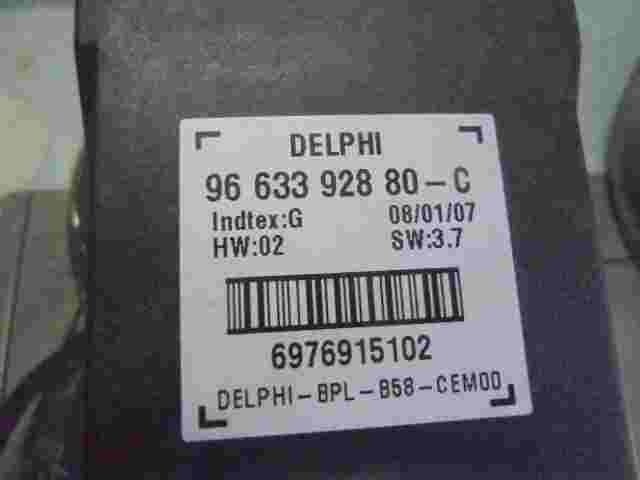 DELPHI
96 633 928 80-C
Indtex:G 08/01/07
HW:02 SW:3.7
6976915102
DELPHI-BPL-B58-CEM00